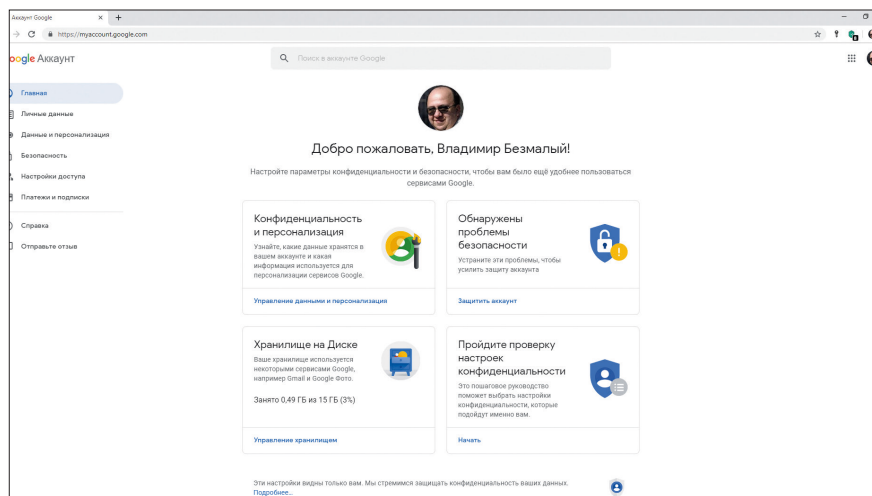 Аккаунт Google
https://myaccount.google.com
oogle Аккаунт
Поиск в аккаунте Google
Главная
Личные данные
Данные и персонализация
Безопасность
Настройки доступа
Платежи и подписки
Справка
Отправьте отзыв
Добро пожаловать, Владимир Безмалый!
Настройте параметры конфиденциальности и безопасности, чтобы вам было ещё удобнее пользоваться
сервисами Google.
Конфиденциальность
и персонализация
Узнайте, какие данные хранятся в
вашем аккаунте и какая
информация используется для
персонализации сервисов Google.
Управление данными и персонализация
Обнаружены
проблемы
безопасности
Устраните эти проблемы, чтобы
усилить защиту аккаунта
Защитить аккаунт
Хранилище на Диске
Ваше хранилище используется
некоторыми сервисами Google,
например Gmail и Google Фото.
Занято 0,49 ГБ из 15 ГБ (3%)
Управление хранилищем
Пройдите проверку
настроек
конфиденциальности
Это пошаговое руководство
поможет выбрать настройки
конфиденциальности, которые
подойдут именно вам.
Начать
Эти настройки видны только вам. Мы стремимся защищать конфиденциальность ваших данных.
Подробнее…